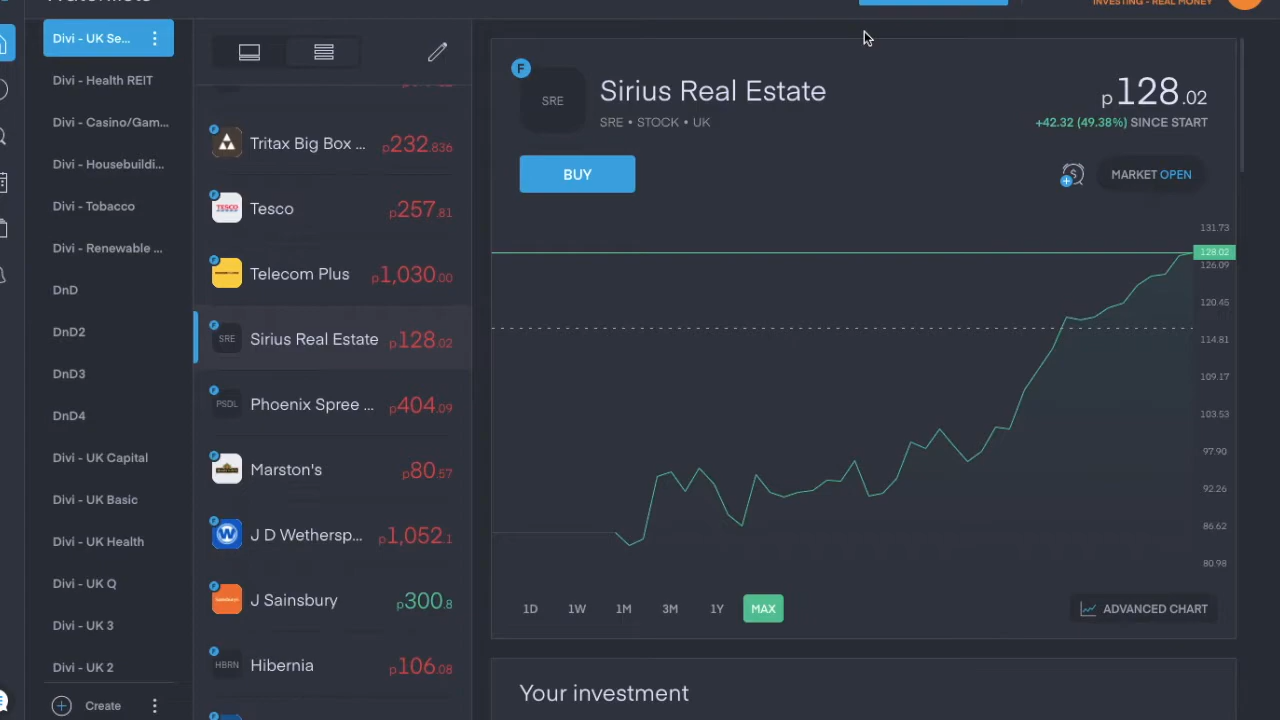 Watchlists
INVESTING - REAL MONEY
Divi - UK Se...
Divi - Health REIT
Divi - Casino/Gam...
Divi - Housebuildi...
Divi - Tobacco
Divi - Renewable ...
DnD
DnD2
DnD3
DnD4
Divi - UK Capital
Divi - UK Basic
Divi - UK Health
Divi - UK Q
Divi - UK 3
Divi - UK 2
Create
F
Tritax Big Box ...
p232.836
F
TESCO
Tesco
p257.81
F
Telecom Plus
p1,030.00
F
SRE
Sirius Real Estate
p128.02
F
PSDL
Phoenix Spree ...
p404.09
F
Marston's
p80.57
F
W
J D Wethersp...
p1,052.1
F
Sainsbury's
J Sainsbury
p300.8
F
HBRN
Hibernia
p106.08
F
F
SRE
Sirius Real Estate
SRE • STOCK • UK
p128.02
+42.32 (49.38%) SINCE START
BUY
MARKET OPEN
131.73
128.02
126.09
120.45
114.81
109.17
103.53
97.90
92.26
86.62
80.98
1D
1W
1M
3M
1Y
MAX
ADVANCED CHART
Your investment